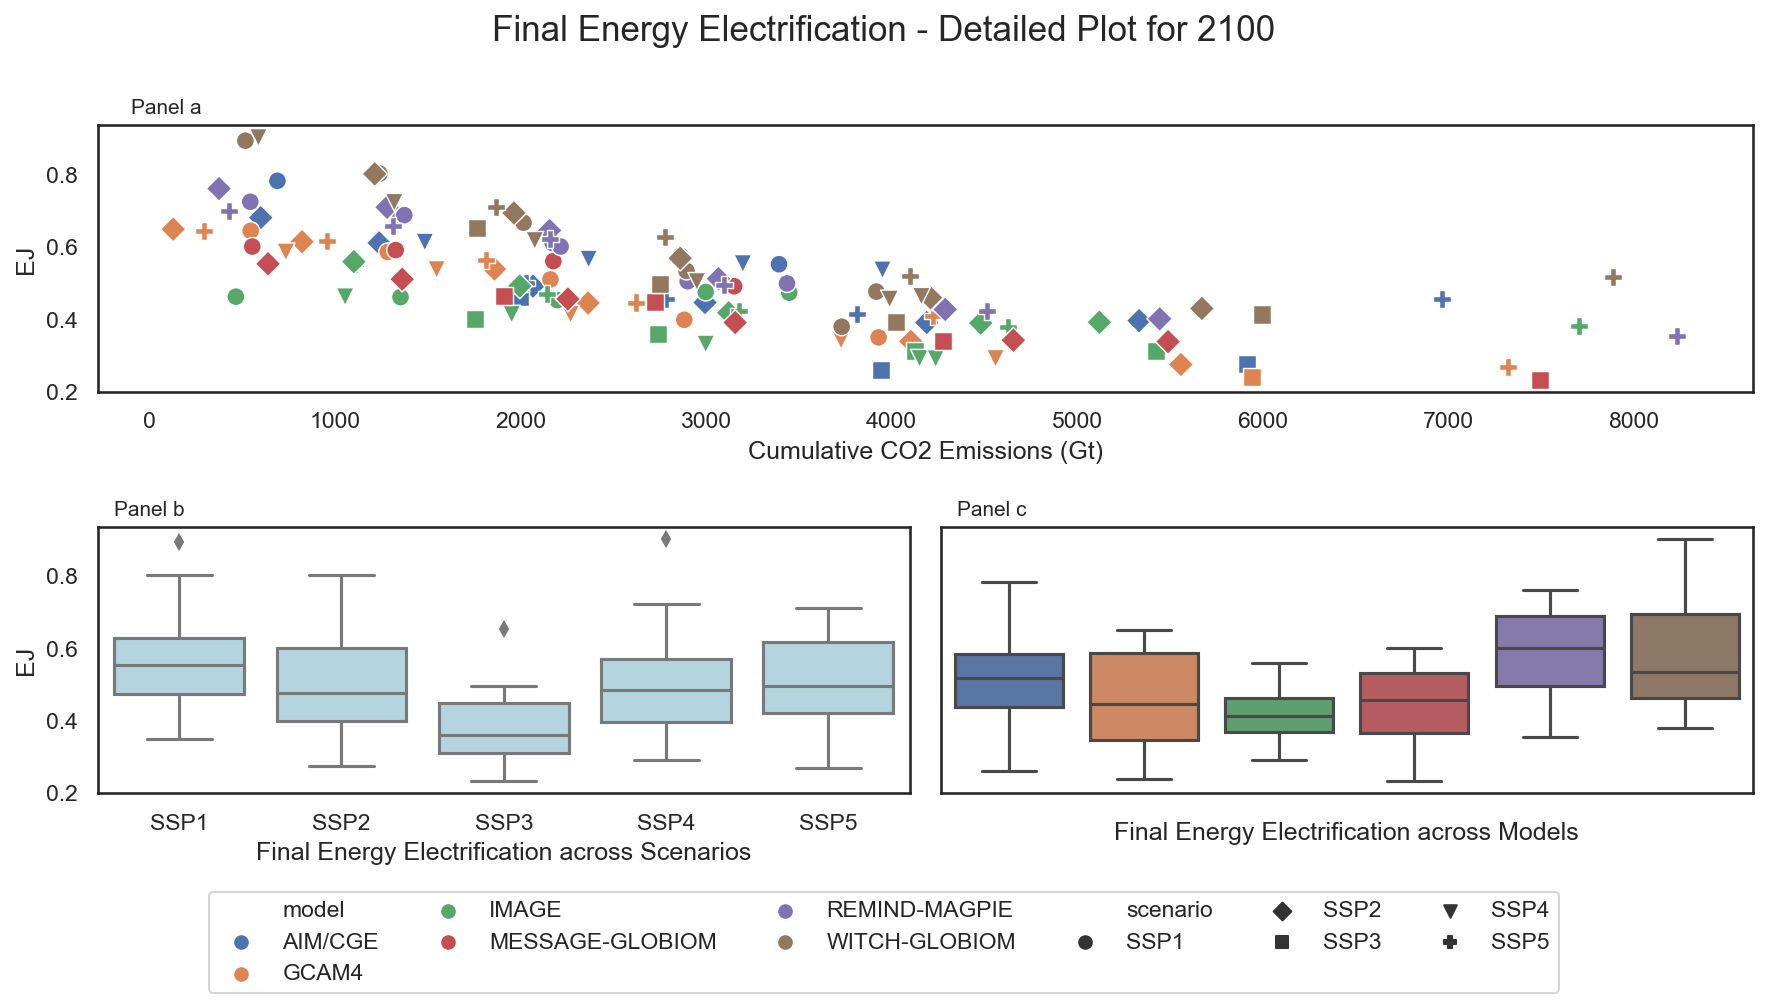 Final Energy Electrification - Detailed Plot for 2100
Panel a
EJ
0.8
0.6
0.4
0.2
0 1000 2000 3000 4000 5000 6000 7000 8000
Cumulative CO2 Emissions (Gt)
Panel b
EJ
0.8
0.6
0.4
0.2
SSP1 SSP2 SSP3 SSP4 SSP5
Final Energy Electrification across Scenarios
Panel c
Final Energy Electrification across Models
model IMAGE REMIND-MAGPIE scenario SSP2 SSP4
AIM/CGE MESSAGE-GLOBIOM WITCH-GLOBIOM SSP1 SSP3 SSP5
GCAM4